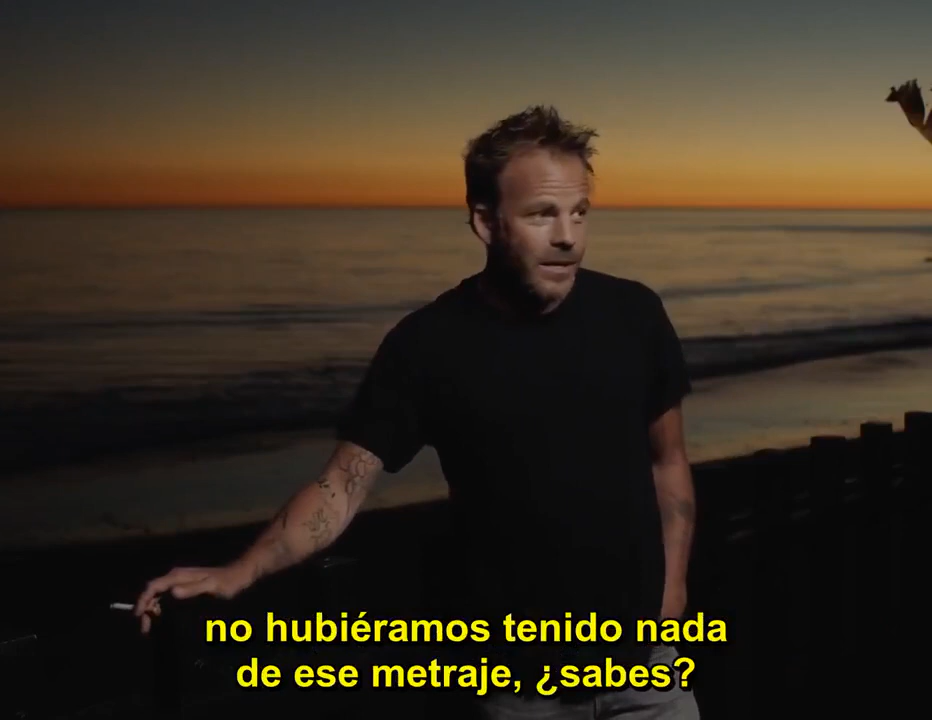 no hubiéramos tenido nada
de ese metraje, ¿sabes?